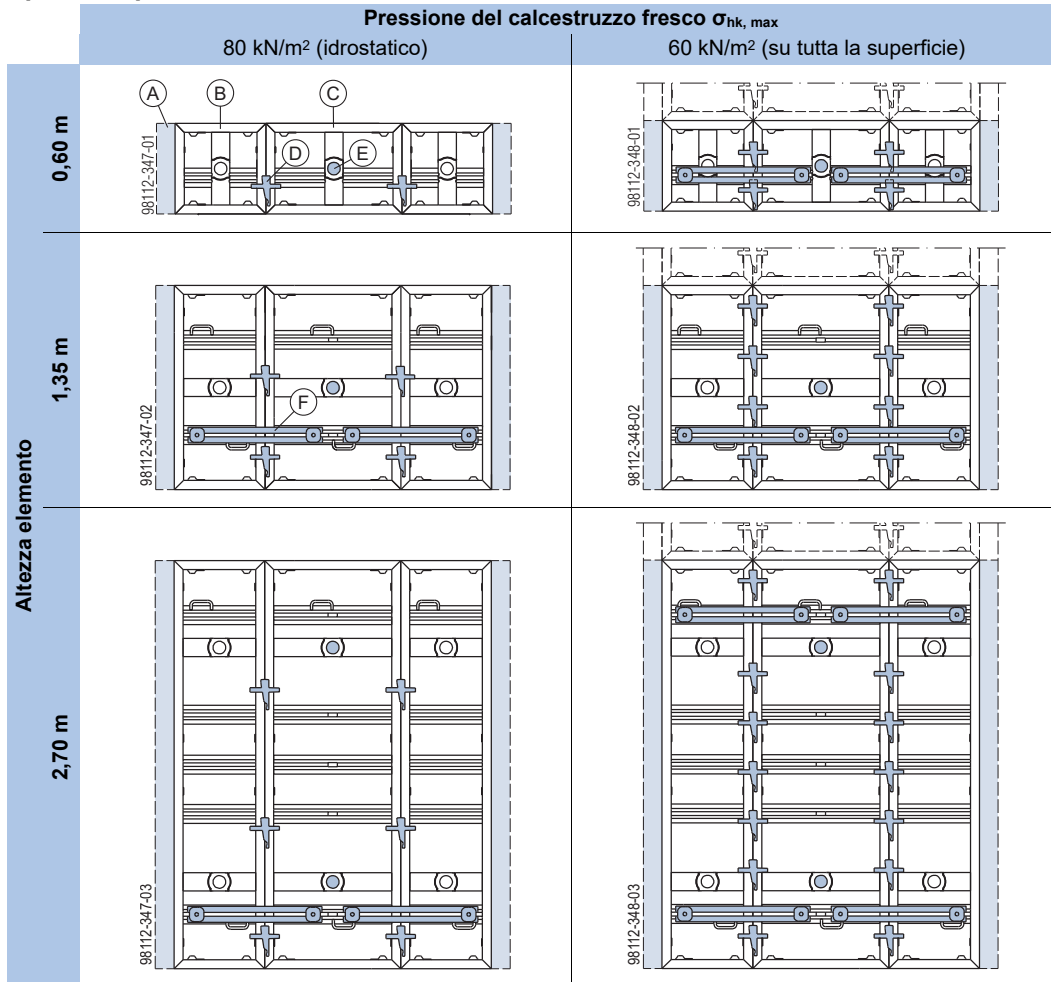 Pressione del calcestruzzo fresco σhk, max
80 kN/m² (idrostatico)
60 kN/m² (su tutta la superficie)
Altezza elemento
0,60 m
A
B
C
D
E
98112-347-01
98112-348-01
1,35 m
F
98112-347-02
98112-348-02
2,70 m
98112-347-03
98112-348-03